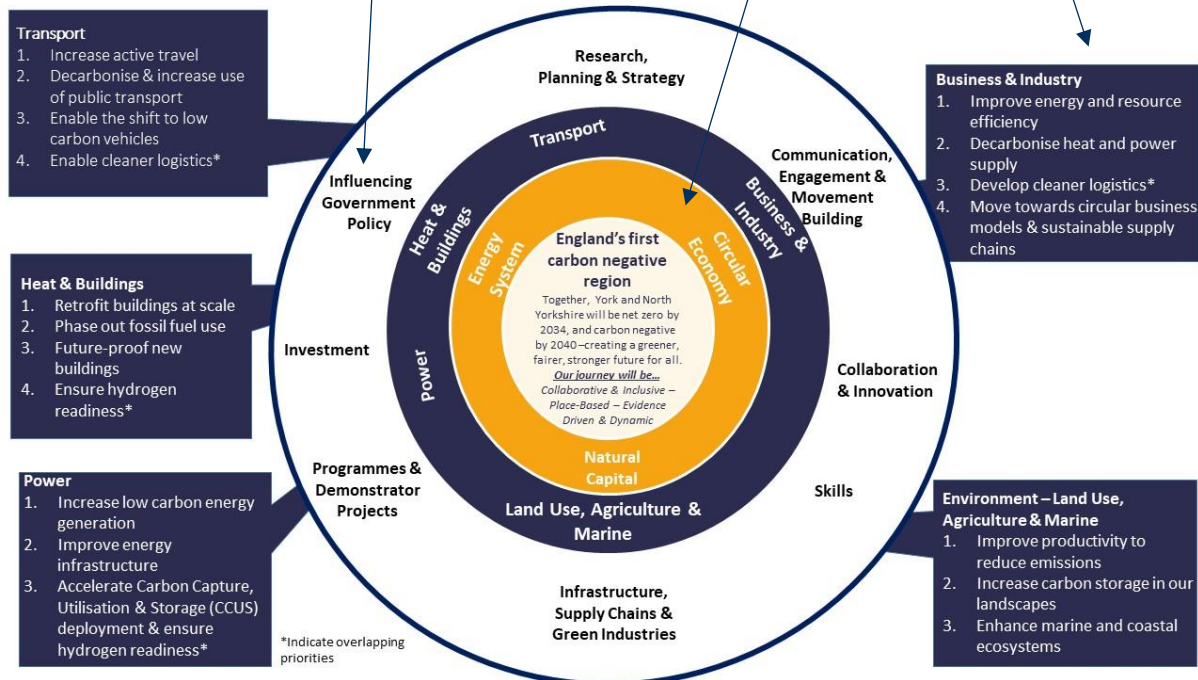 Transport
1. Increase active travel
2. Decarbonise & increase use
of public transport
3. Enable the shift to low
carbon vehicles
4. Enable cleaner logistics*
Heat & Buildings
1. Retrofit buildings at scale
2. Phase out fossil fuel use
3. Future-proof new
buildings
4. Ensure hydrogen
readiness*
Power
1. Increase low carbon energy
generation
2. Improve energy
infrastructure
3. Accelerate Carbon Capture,
Utilisation & Storage (CCUS)
deployment & ensure
hydrogen readiness*
*Indicate overlapping
priorities
Research,
Planning & Strategy
Communication,
Engagement &
Movement
Building
Collaboration
& Innovation
Skills
Infrastructure,
Supply Chains &
Green Industries
Programmes &
Demonstrator
Projects
Investment
Influencing
Government
Policy
Transport
Business &
Industry
Land Use, Agriculture &
Marine
Power
Heat &
Buildings
Energy
System
Circular
Economy
Natural
Capital
England's first
carbon negative
region
Together, York and North
Yorkshire will be net zero by
2034, and carbon negative
by 2040 –creating a greener,
fairer, stronger future for all.
Our journey will be...
Collaborative & Inclusive –
Place-Based – Evidence
Driven & Dynamic
Business & Industry
1. Improve energy and resource
efficiency
2. Decarbonise heat and power
supply
3. Develop cleaner logistics*
4. Move towards circular business
models & sustainable supply
chains
Environment – Land Use,
Agriculture & Marine
1. Improve productivity to
reduce emissions
2. Increase carbon storage in our
landscapes
3. Enhance marine and coastal
ecosystems